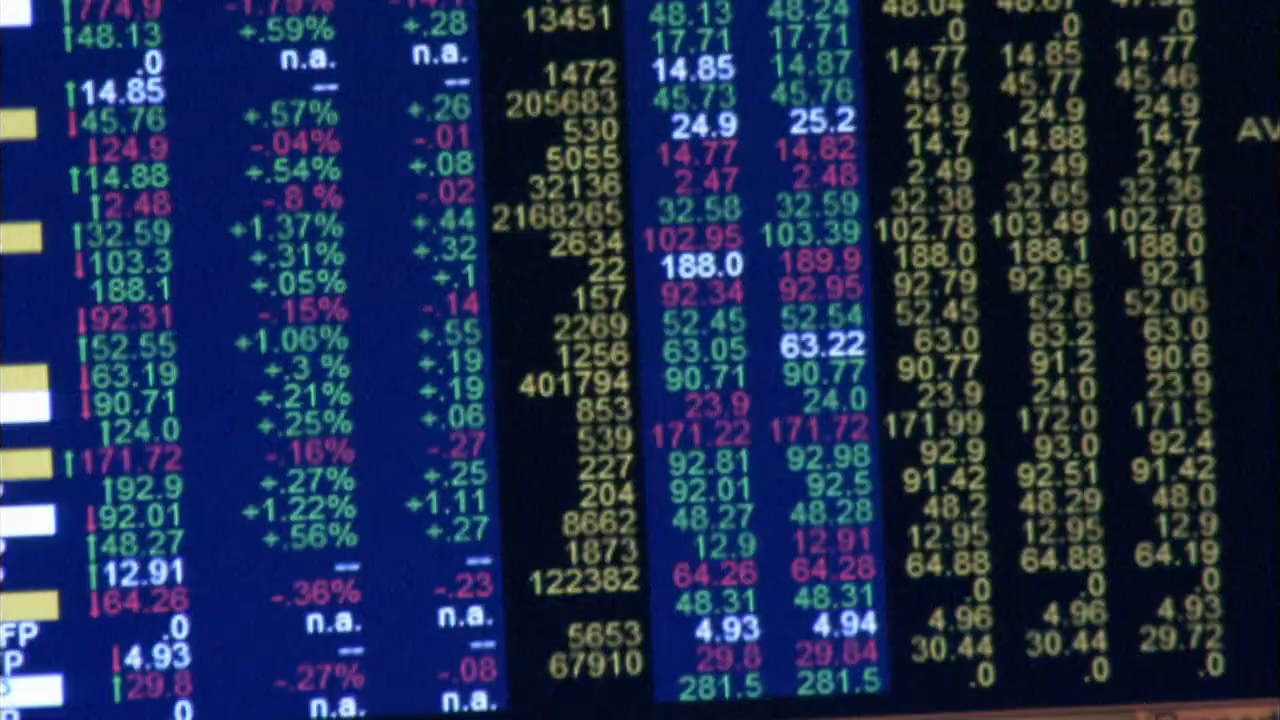 48.13 +.59% +.28 13451 48.13 48.24
.0 n.a. n.a. 17.71 17.71 .0 .0 .0
↑14.85 -- -- 1472 14.85 14.87 14.77 14.85 14.77
↓45.76 +.57% +.26 205683 45.73 45.76 45.5 45.77 45.46
↓24.9 -.04% -.01 530 24.9 25.2 24.9 24.9 24.9
↑14.88 +.54% +.08 5055 14.77 14.82 14.7 14.88 14.7 AV
↑2.48 -.8 % -.02 32136 2.47 2.48 2.49 2.49 2.47
↑32.59 +1.37% +.44 2168265 32.58 32.59 32.38 32.65 32.36
↓103.3 +.31% +.32 2634 102.95 103.39 102.78 103.49 102.78
188.1 +.05% +.1 22 188.0 189.9 188.0 188.1 188.0
↓92.31 -.15% -.14 157 92.34 92.95 92.79 92.95 92.1
↑52.55 +1.06% +.55 2269 52.45 52.54 52.45 52.6 52.06
↓63.19 +.3 % +.19 1256 63.05 63.22 63.0 63.2 63.0
↓90.71 +.21% +.19 401794 90.71 90.77 90.77 91.2 90.6
↑24.0 +.25% +.06 853 23.9 24.0 23.9 24.0 23.9
↑171.72 -.16% -.27 539 171.22 171.72 171.99 172.0 171.5
↑92.9 +.27% +.25 227 92.81 92.98 92.9 93.0 92.4
↓92.01 +1.22% +1.11 204 92.01 92.5 91.42 92.51 91.42
↑48.27 +.56% +.27 8662 48.27 48.28 48.2 48.29 48.0
↑12.91 -- -- 1873 12.9 12.91 12.95 12.95 12.9
↓64.26 -.36% -.23 122382 64.26 64.28 64.88 64.88 64.19
FP .0 n.a. n.a. 48.31 48.31 .0 .0 .0
P ↓4.93 -- -- 5653 4.93 4.94 4.96 4.96 4.93
↑29.8 -.27% -.08 67910 29.8 29.84 30.44 30.44 29.72
n.a. n.a. 281.5 281.5 .0 .0 .0